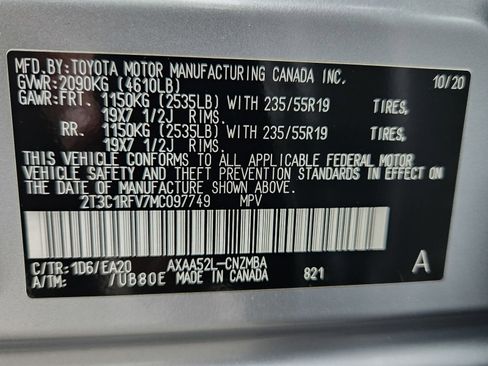 MFD.BY:TOYOTA MOTOR MANUFACTURING CANADA INC. 10/20
GVWR:2090KG (4610LB)
GAWR:FRT. 1150KG (2535LB) WITH 235/55R19 TIRES,
19X7 1/2J RIMS.
RR. 1150KG (2535LB) WITH 235/55R19 TIRES,
19X7 1/2J RIMS.
THIS VEHICLE CONFORMS TO ALL APPLICABLE FEDERAL MOTOR
VEHICLE SAFETY AND THEFT PREVENTION STANDARDS IN EFFECT ON
THE DATE OF MANUFACTURE SHOWN ABOVE.
2T3C1RFV7MC097749 MPV
C/TR:1D6/EA20 AXAA52L-CNZMBA A
A/TM: /UB80E MADE IN CANADA 821